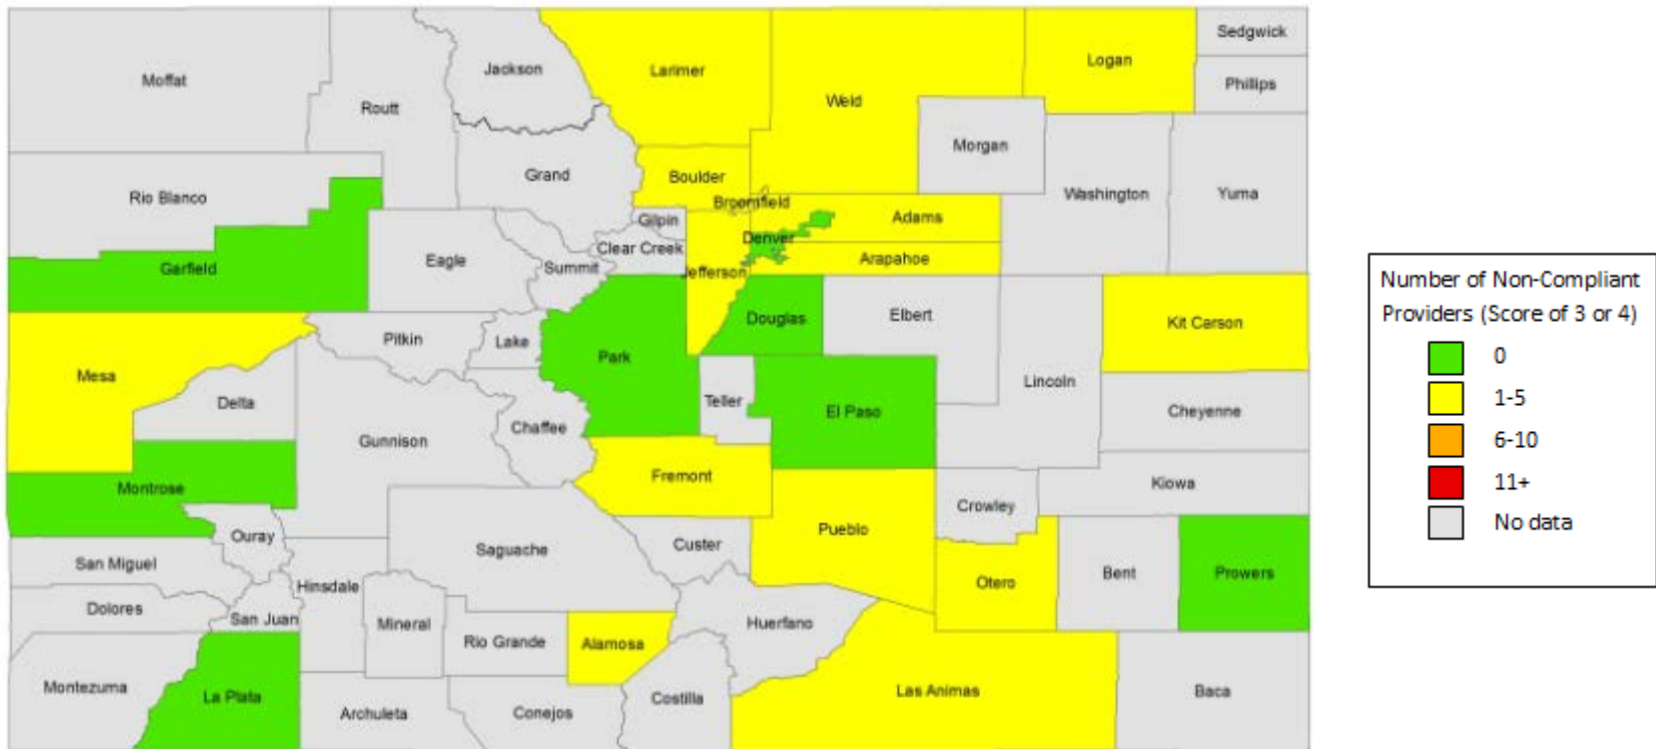 Sedgwick
Moffat
Jackson
Larimer
Logan
Phillips
Routt
Weld
Morgan
Rio Blanco
Grand
Boulder
Washington
Yuma
Broomfield
Gilpin
Adams
Denver
Clear Creek
Garfield
Eagle
Summit
Jefferson
Arapahoe
Douglas
Elbert
Kit Carson
Pitkin
Lake
Park
Mesa
Lincoln
Delta
Teller
El Paso
Cheyenne
Gunnison
Chaffee
Fremont
Montrose
Kiowa
Crowley
Pueblo
Ouray
Saguache
Custer
San Miguel
Hinsdale
Otero
Bent
Prowers
Dolores
San Juan
Mineral
Rio Grande
Alamosa
Huerfano
Montezuma
La Plata
Archuleta
Conejos
Costilla
Las Animas
Baca
Number of Non-Compliant
Providers (Score of 3 or 4)
0
1-5
6-10
11+
No data